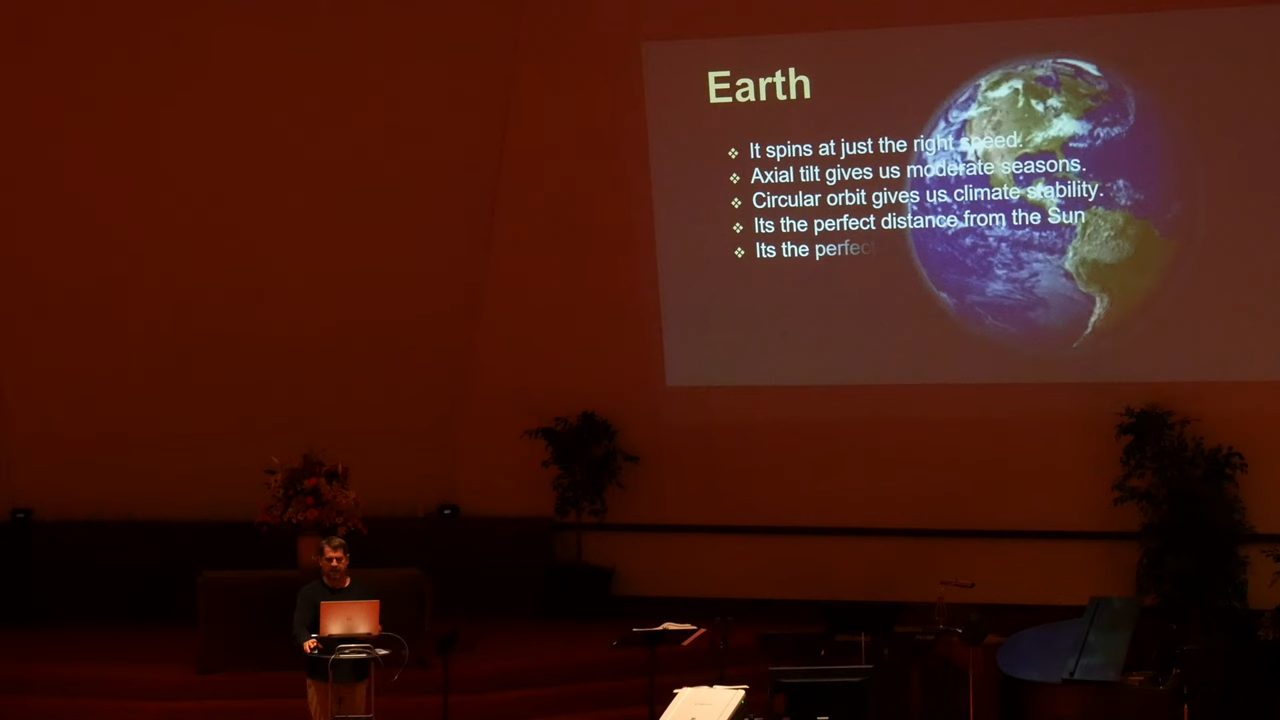 Earth
It spins at just the right speed.
Axial tilt gives us moderate seasons.
Circular orbit gives us climate stability.
Its the perfect distance from the Sun
Its the perfec